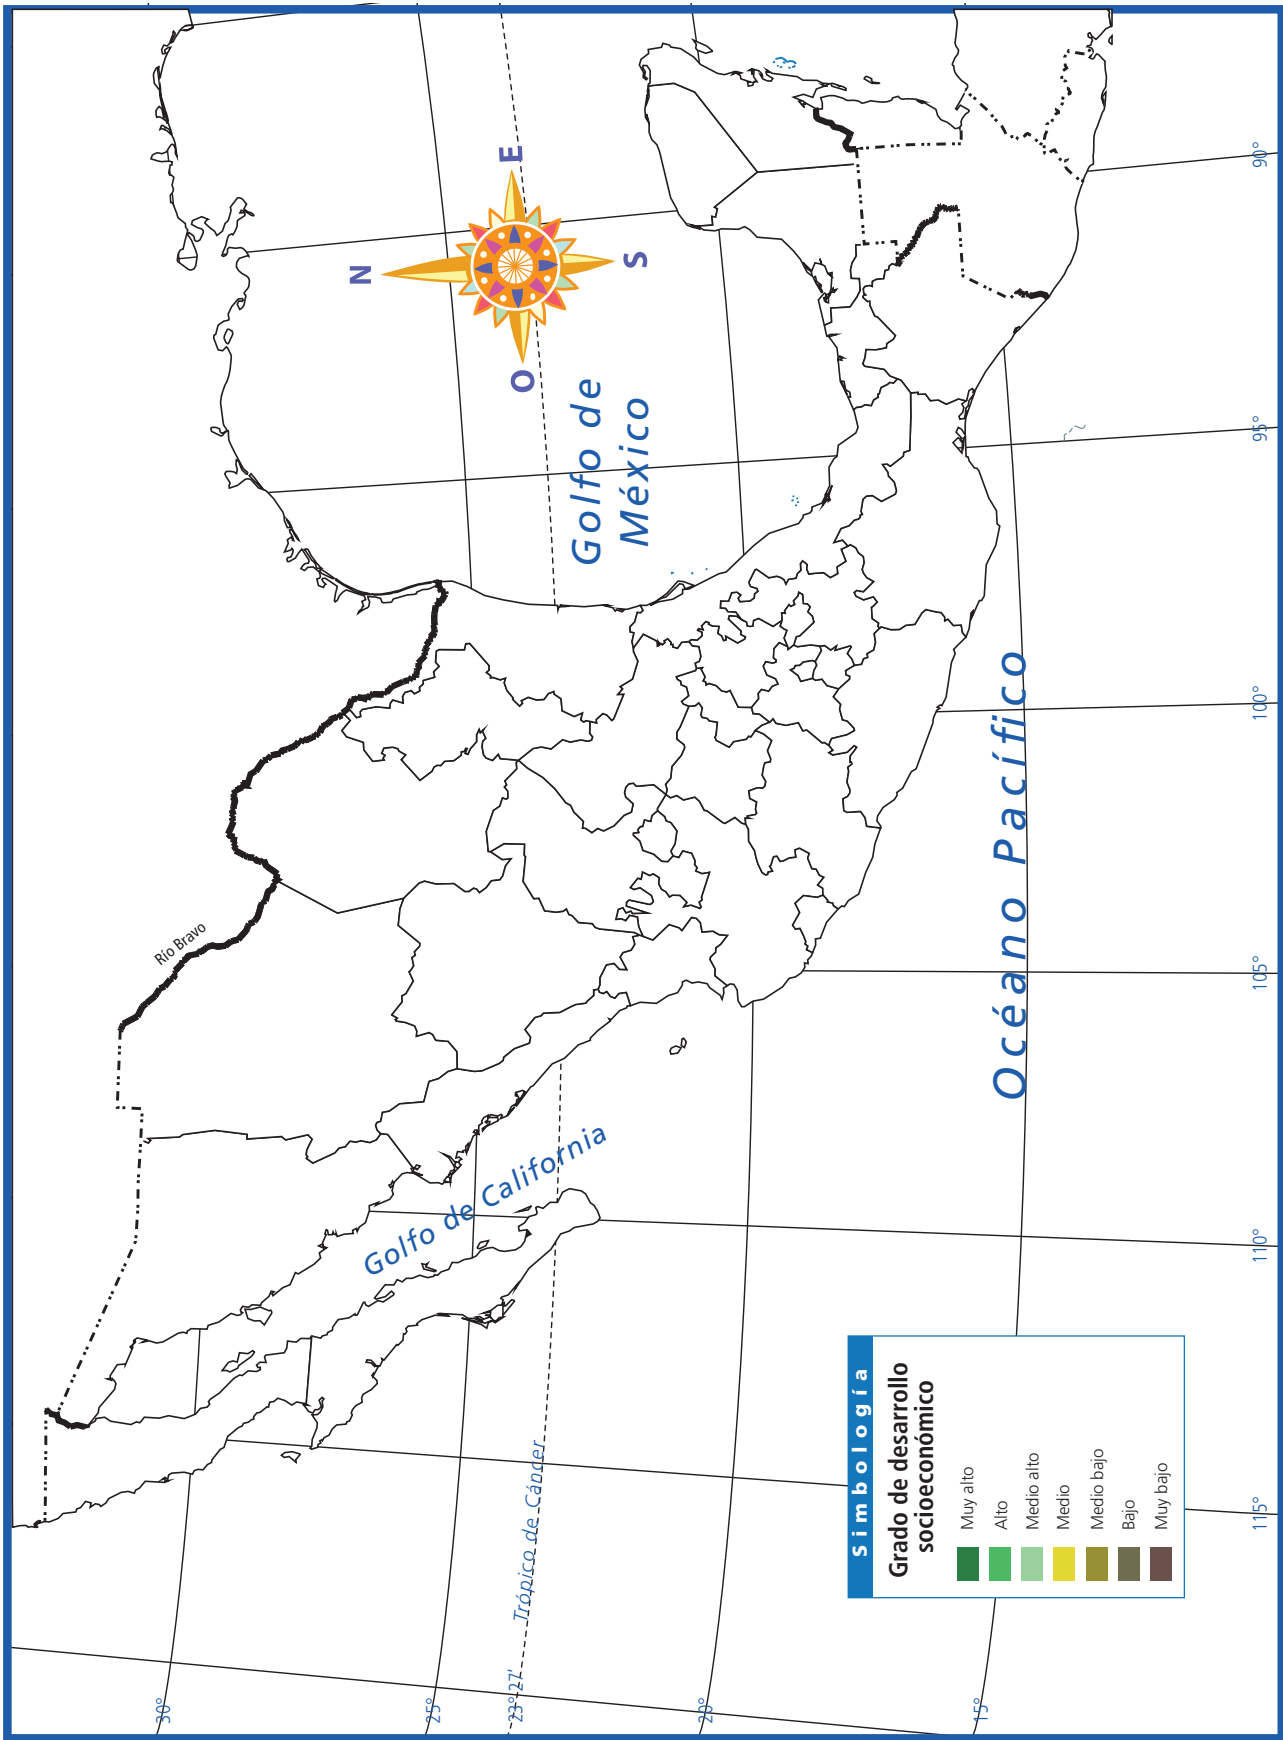 N
E
S
O
Golfo de
México
Río Bravo
Golfo de California
Océano Pacífico
Trópico de Cáncer
30°
25°
23°27'
20°
15°
115°
110°
105°
100°
95°
90°
Simbología
Grado de desarrollo
socioeconómico
Muy alto
Alto
Medio alto
Medio
Medio bajo
Bajo
Muy bajo